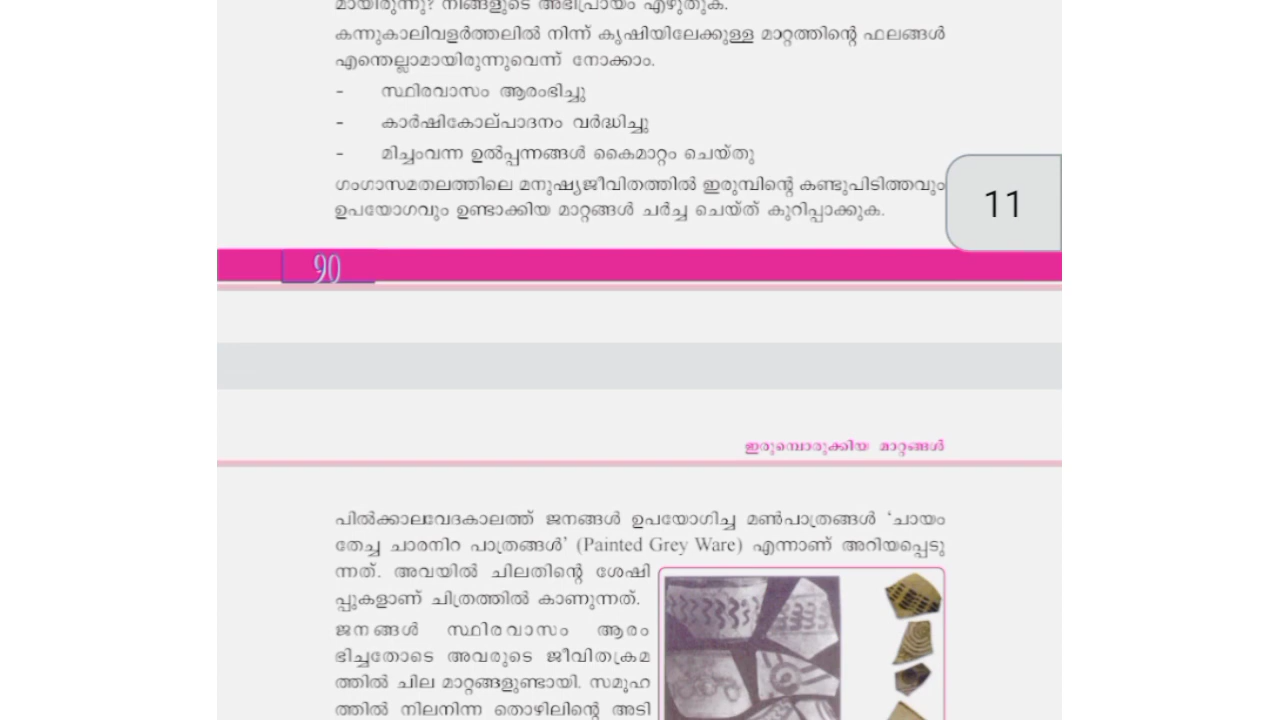 മായിരുന്നു? നിങ്ങളുടെ അഭിപ്രായം എഴുതുക.
കന്നുകാലിവളർത്തലിൽ നിന്ന് കൃഷിയിലേക്കുള്ള മാറ്റത്തിന്റെ ഫലങ്ങൾ
എന്തെല്ലാമായിരുന്നുവെന്ന് നോക്കാം.
- സ്ഥിരവാസം ആരംഭിച്ചു
- കാർഷികോല്പാദനം വർദ്ധിച്ചു
- മിച്ചംവന്ന ഉൽപ്പന്നങ്ങൾ കൈമാറ്റം ചെയ്തു
ഗംഗാസമതലത്തിലെ മനുഷ്യജീവിതത്തിൽ ഇരുമ്പിന്റെ കണ്ടുപിടിത്തവും
ഉപയോഗവും ഉണ്ടാക്കിയ മാറ്റങ്ങൾ ചർച്ച ചെയ്ത് കുറിപ്പാക്കുക.
11
90
ഇരുമ്പൊരുക്കിയ മാറ്റങ്ങൾ
പിൽക്കാലവേദകാലത്ത് ജനങ്ങൾ ഉപയോഗിച്ച മൺപാത്രങ്ങൾ ‘ചായം
തേച്ച ചാരനിറ പാത്രങ്ങൾ’ (Painted Grey Ware) എന്നാണ് അറിയപ്പെടു
ന്നത്. അവയിൽ ചിലതിന്റെ ശേഷി
പ്പുകളാണ് ചിത്രത്തിൽ കാണുന്നത്.
ജനങ്ങൾ സ്ഥിരവാസം ആരം
ഭിച്ചതോടെ അവരുടെ ജീവിതക്രമ
ത്തിൽ ചില മാറ്റങ്ങളുണ്ടായി. സമൂഹ
ത്തിൽ നിലനിന്ന തൊഴിലിന്റെ അടി